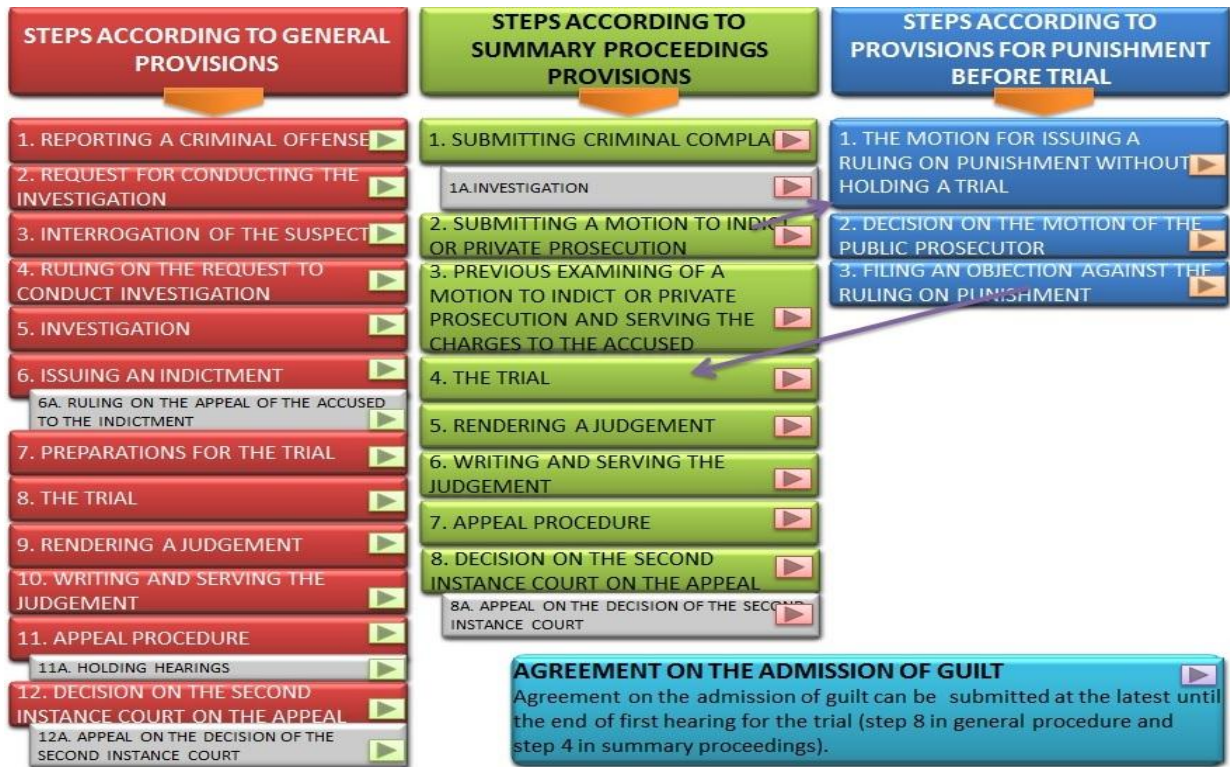 STEPS ACCORDING TO GENERAL
PROVISIONS
1. REPORTING A CRIMINAL OFFENSE
2. REQUEST FOR CONDUCTING THE
INVESTIGATION
3. INTERROGATION OF THE SUSPECT
4. RULING ON THE REQUEST TO
CONDUCT INVESTIGATION
5. INVESTIGATION
6. ISSUING AN INDICTMENT
6A. RULING ON THE APPEAL OF THE ACCUSED
TO THE INDICTMENT
7. PREPARATIONS FOR THE TRIAL
8. THE TRIAL
9. RENDERING A JUDGEMENT
10. WRITING AND SERVING THE
JUDGEMENT
11. APPEAL PROCEDURE
11A. HOLDING HEARINGS
12. DECISION ON THE SECOND
INSTANCE COURT ON THE APPEAL
12A. APPEAL ON THE DECISION OF THE
SECOND INSTANCE COURT
STEPS ACCORDING TO
SUMMARY PROCEEDINGS
PROVISIONS
1. SUBMITTING CRIMINAL COMPLA
1A.INVESTIGATION
2. SUBMITTING A MOTION TO INDICT
OR PRIVATE PROSECUTION
3. PREVIOUS EXAMINING OF A
MOTION TO INDICT OR PRIVATE
PROSECUTION AND SERVING THE
CHARGES TO THE ACCUSED
4. THE TRIAL
5. RENDERING A JUDGEMENT
6. WRITING AND SERVING THE
JUDGEMENT
7. APPEAL PROCEDURE
8. DECISION ON THE SECOND
INSTANCE COURT ON THE APPEAL
8A. APPEAL ON THE DECISION OF THE SECOND
INSTANCE COURT
STEPS ACCORDING TO
PROVISIONS FOR PUNISHMENT
BEFORE TRIAL
1. THE MOTION FOR ISSUING A
RULING ON PUNISHMENT WITHOUT
HOLDING A TRIAL
2. DECISION ON THE MOTION OF THE
PUBLIC PROSECUTOR
3. FILING AN OBJECTION AGAINST THE
RULING ON PUNISHMENT
AGREEMENT ON THE ADMISSION OF GUILT
Agreement on the admission of guilt can be submitted at the latest until
the end of first hearing for the trial (step 8 in general procedure and
step 4 in summary proceedings).